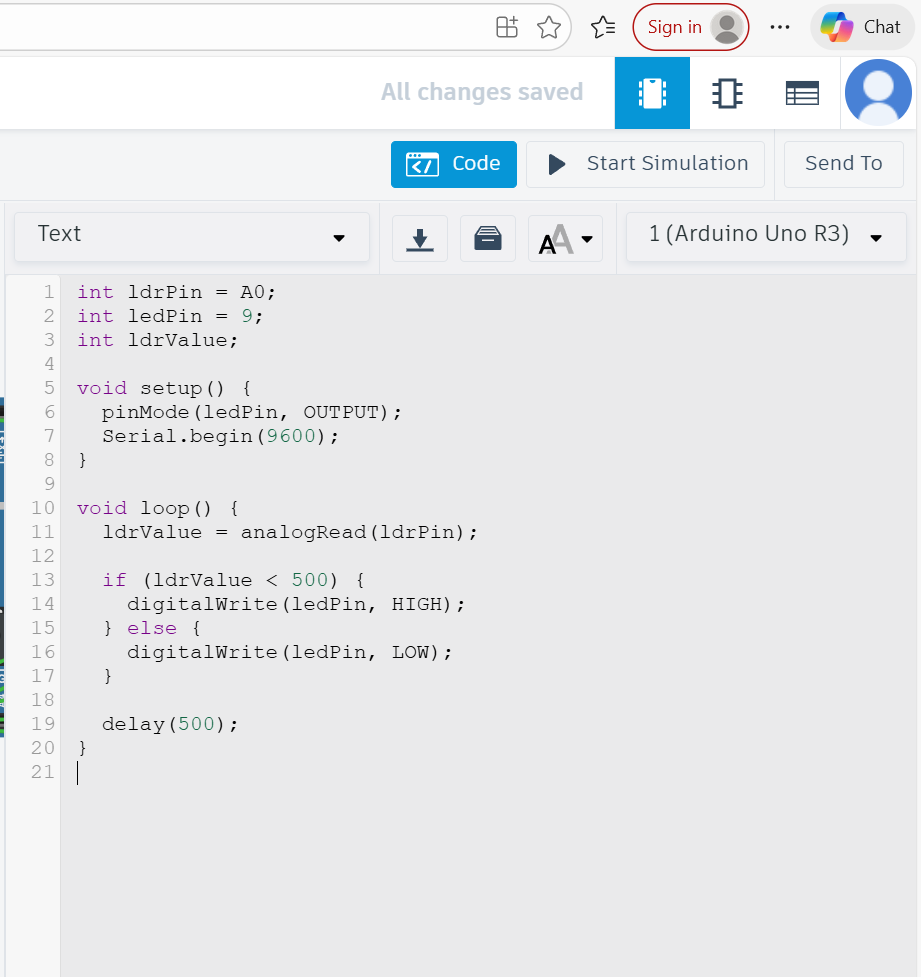 Sign in
Chat
All changes saved
Code
Start Simulation
Send To
Text
1 (Arduino Uno R3)
1 int ldrPin = A0;
2 int ledPin = 9;
3 int ldrValue;
4
5 void setup() {
6   pinMode(ledPin, OUTPUT);
7   Serial.begin(9600);
8 }
9
10 void loop() {
11   ldrValue = analogRead(ldrPin);
12
13   if (ldrValue < 500) {
14     digitalWrite(ledPin, HIGH);
15   } else {
16     digitalWrite(ledPin, LOW);
17   }
18
19   delay(500);
20 }
21